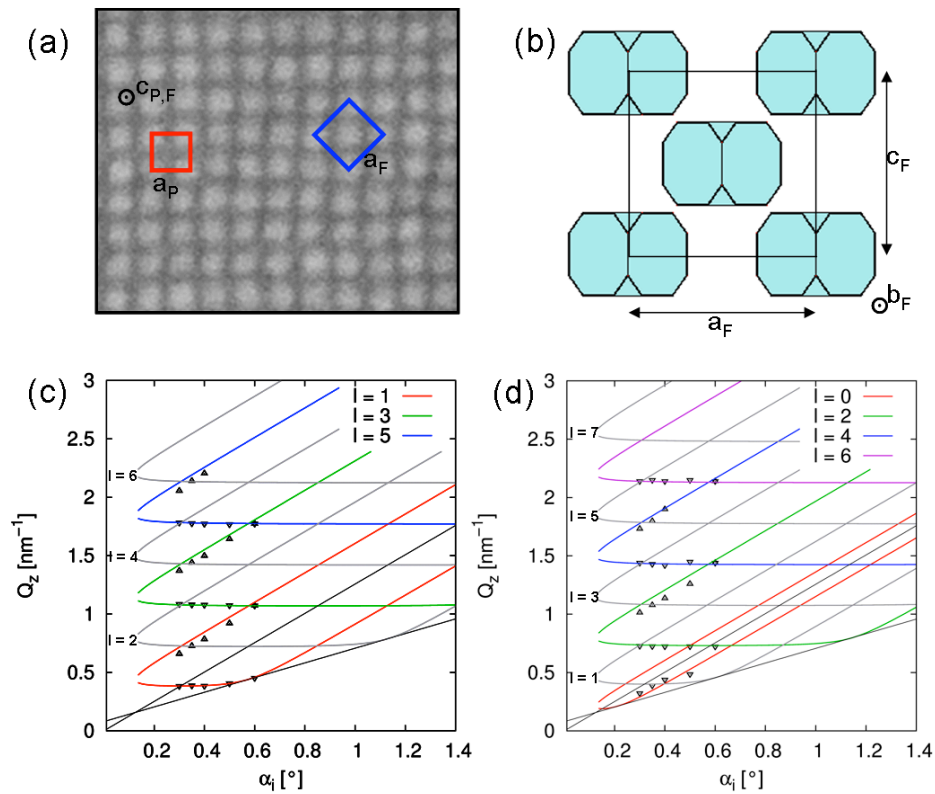 (a)
⊙c_P,F
a_P
a_F
(b)
c_F
a_F
b_F
(c)
l = 1
l = 3
l = 5
l = 6
l = 4
l = 2
Q_z [nm⁻¹]
3
2.5
2
1.5
1
0.5
0
0.2 0.4 0.6 0.8 1 1.2 1.4
α_i [°]
(d)
l = 0
l = 2
l = 4
l = 6
l = 7
l = 5
l = 3
l = 1
Q_z [nm⁻¹]
3
2.5
2
1.5
1
0.5
0
0.2 0.4 0.6 0.8 1 1.2 1.4
α_i [°]